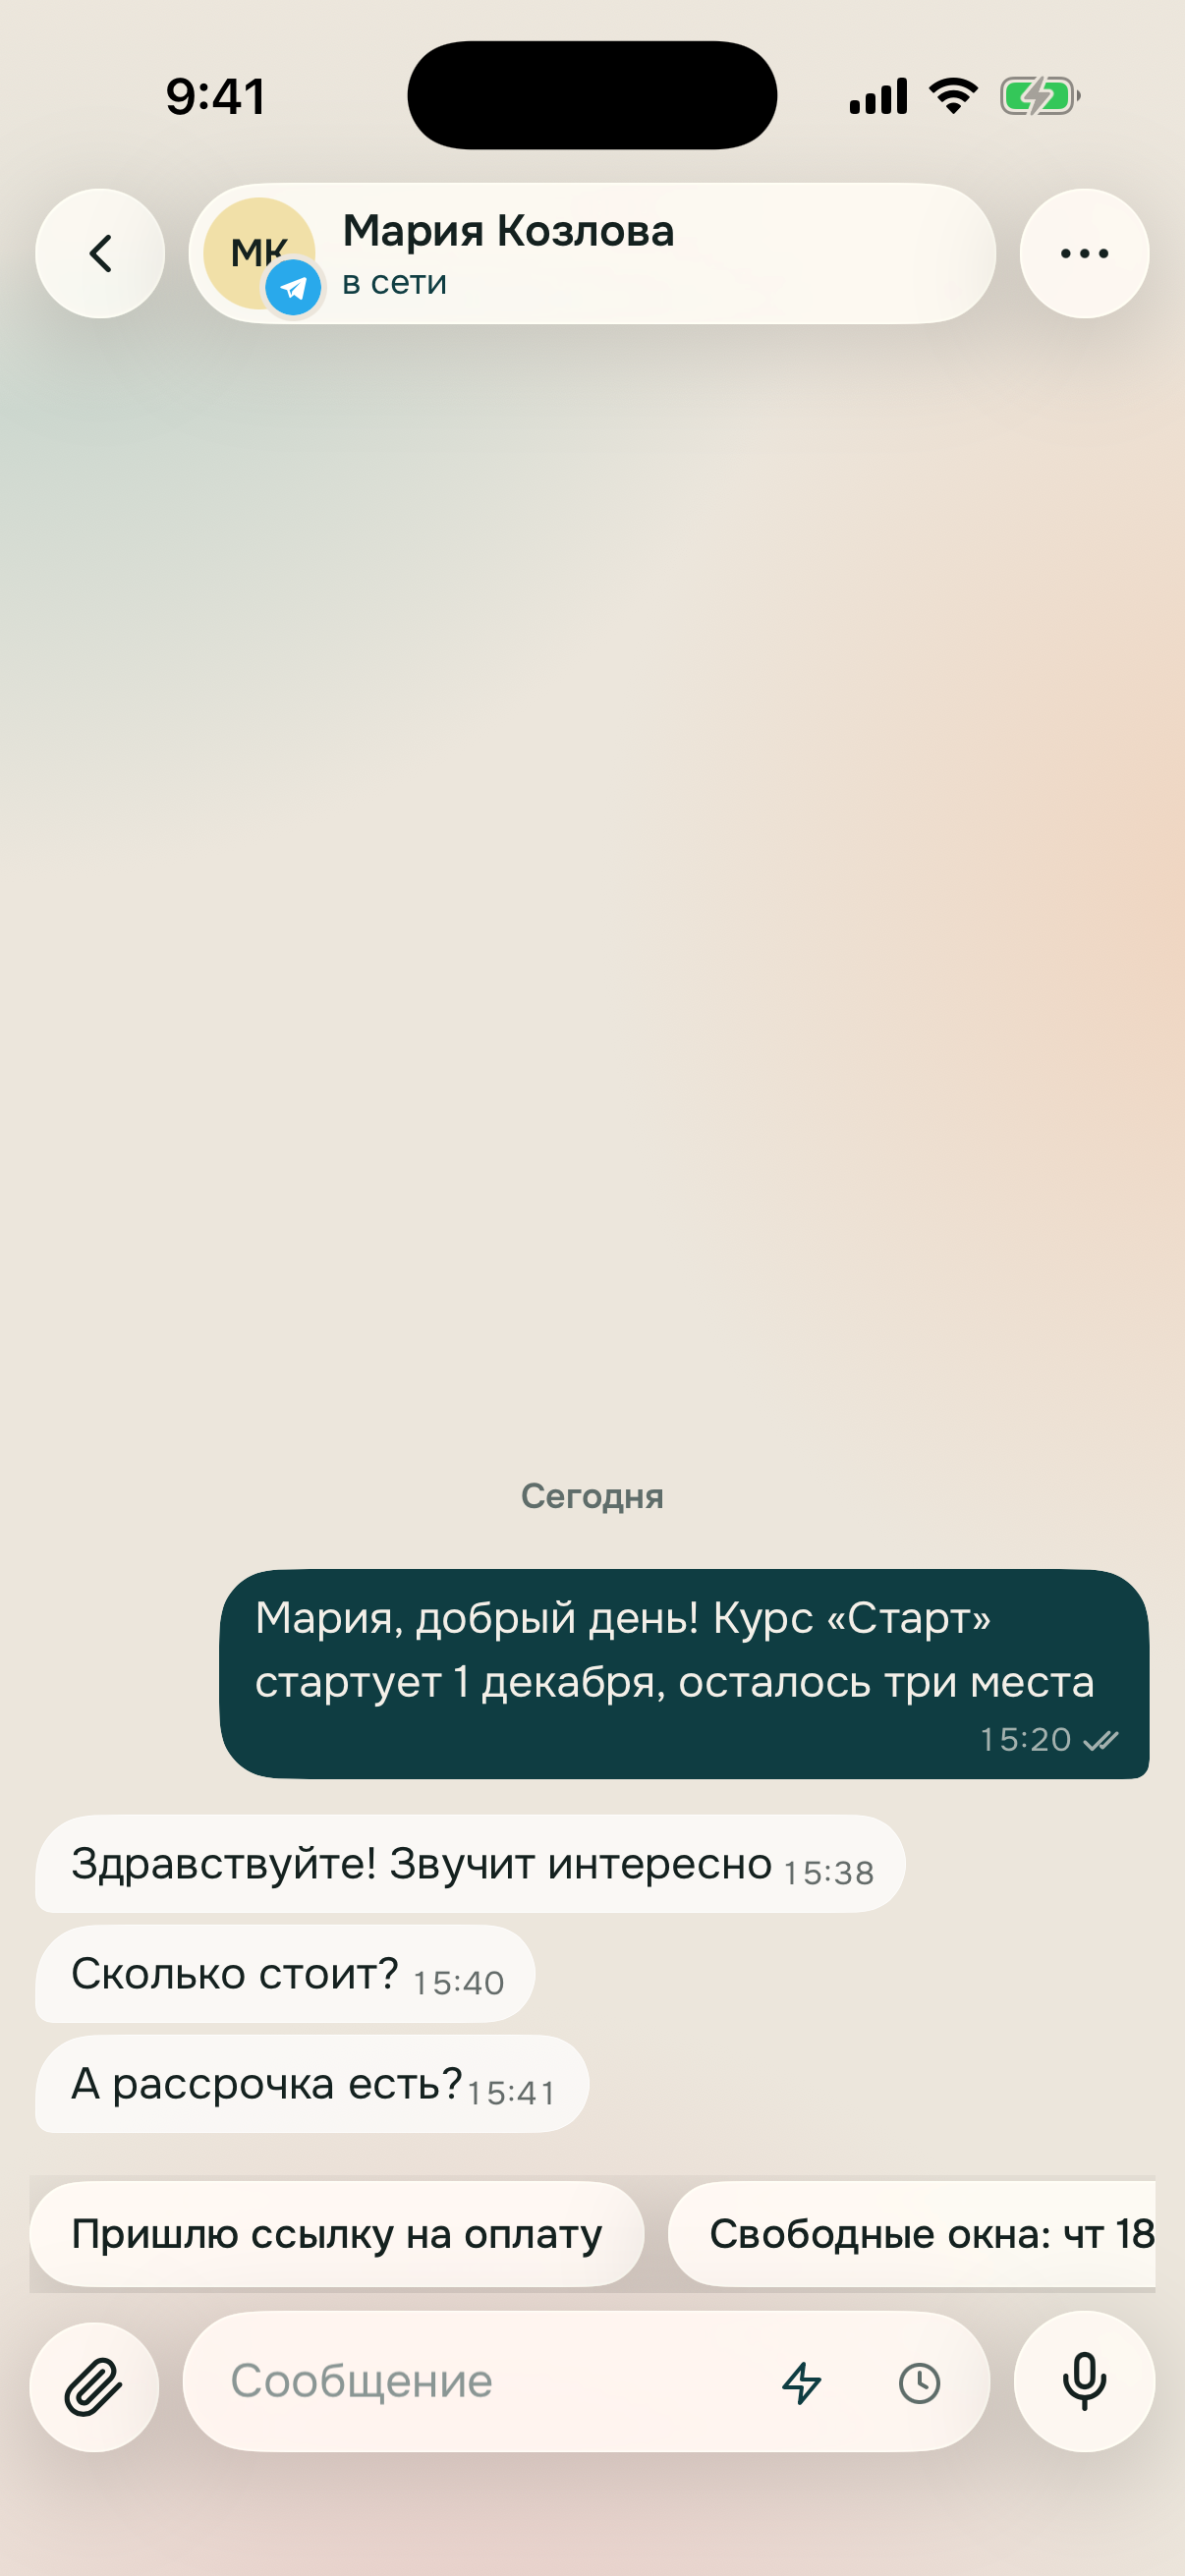 9:41
МК
Мария Козлова
в сети
Сегодня
Мария, добрый день! Курс «Старт»
стартует 1 декабря, осталось три места
15:20
Здравствуйте! Звучит интересно 15:38
Сколько стоит? 15:40
А рассрочка есть? 15:41
Пришлю ссылку на оплату
Свободные окна: чт 18
Сообщение